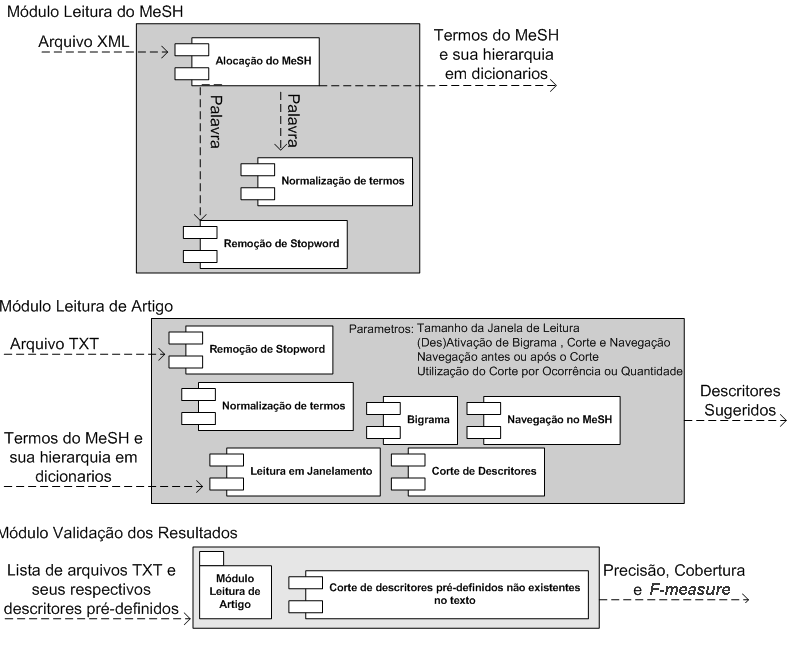 Módulo Leitura do MeSH
Arquivo XML
Alocação do MeSH
Termos do MeSH
e sua hierarquia
em dicionarios
Palavra
Palavra
Normalização de termos
Remoção de Stopword
Módulo Leitura de Artigo
Arquivo TXT
Remoção de Stopword
Parametros: Tamanho da Janela de Leitura
(Des)Ativação de Bigrama , Corte e Navegação
Navegação antes ou após o Corte
Utilização do Corte por Ocorrência ou Quantidade
Normalização de termos
Bigrama
Navegação no MeSH
Descritores
Sugeridos
Termos do MeSH e
sua hierarquia em
dicionarios
Leitura em Janelamento
Corte de Descritores
Módulo Validação dos Resultados
Lista de arquivos TXT e
seus respectivos
descritores pré-definidos
Módulo
Leitura de
Artigo
Corte de descritores pré-definidos não existentes
no texto
Precisão, Cobertura
e F-measure